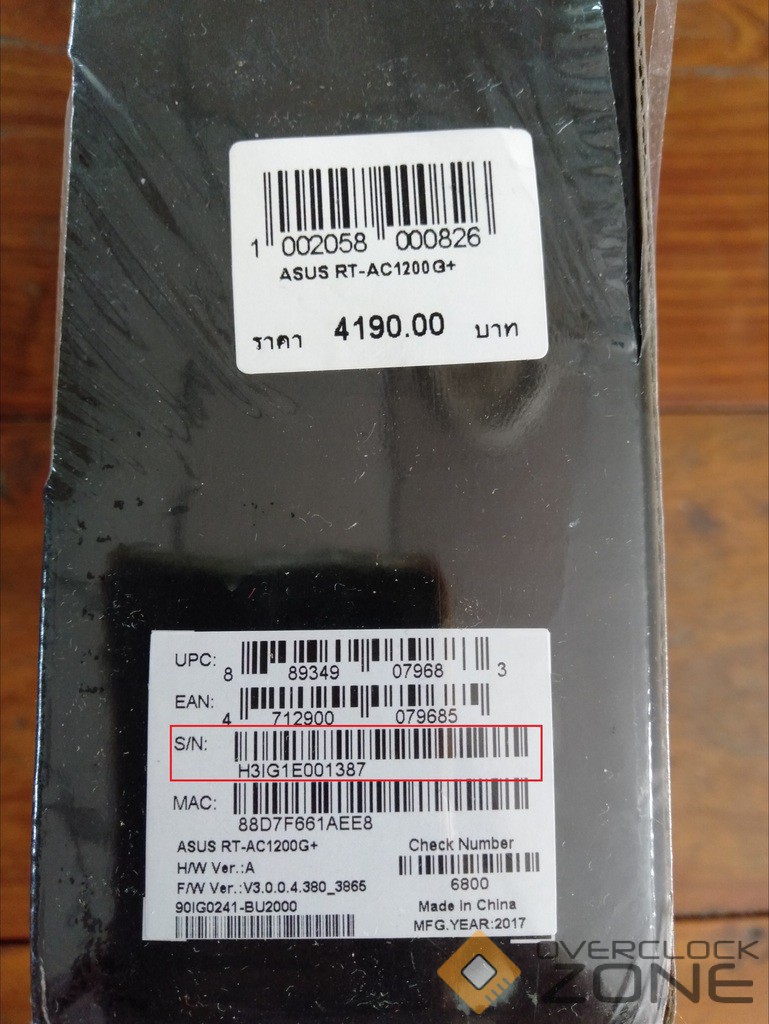 1 002058 000826
ASUS RT-AC1200G+
ราคา 4190.00 บาท
UPC: 8 89349 07968 3
EAN: 4 712900 079685
S/N:
H3IG1E001387
MAC:
88D7F661AEE8
ASUS RT-AC1200G+ Check Number
H/W Ver.:A
F/W Ver.:V3.0.0.4.380_3865 6800
90IG0241-BU2000 Made in China
MFG.YEAR:2017
OVERCLOCK
ZONE